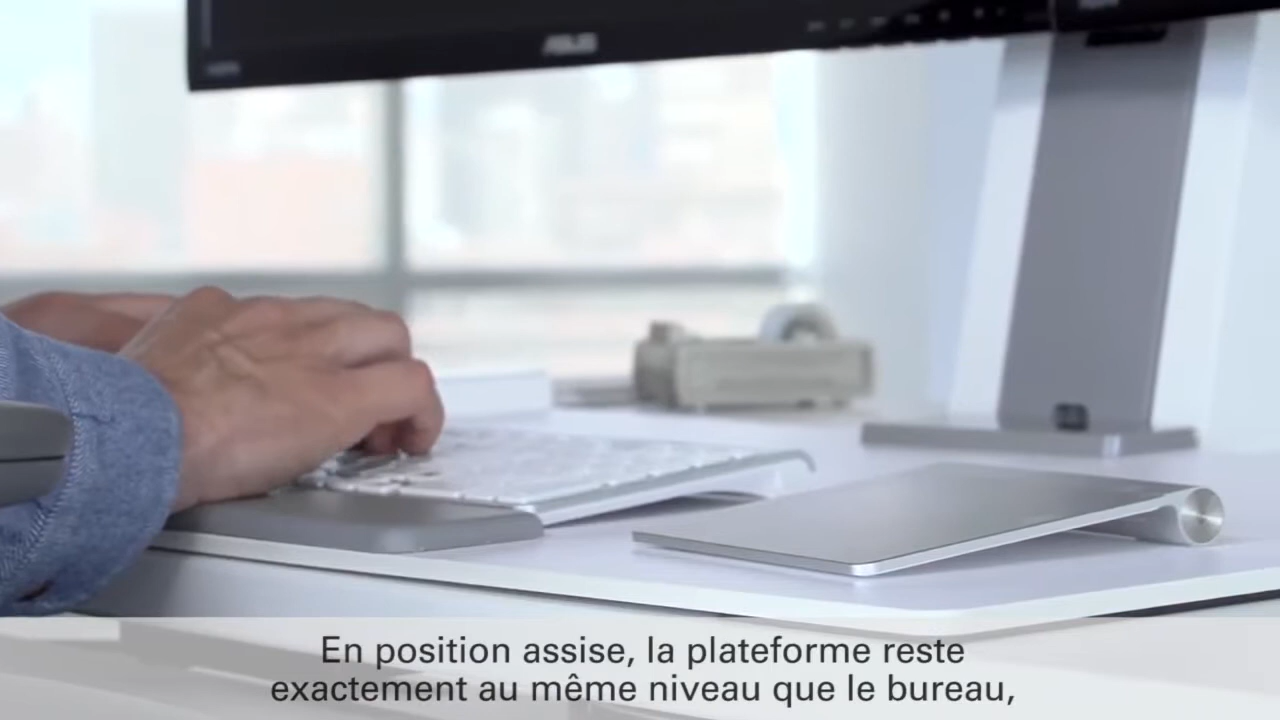 ASUS
En position assise, la plateforme reste
exactement au même niveau que le bureau,